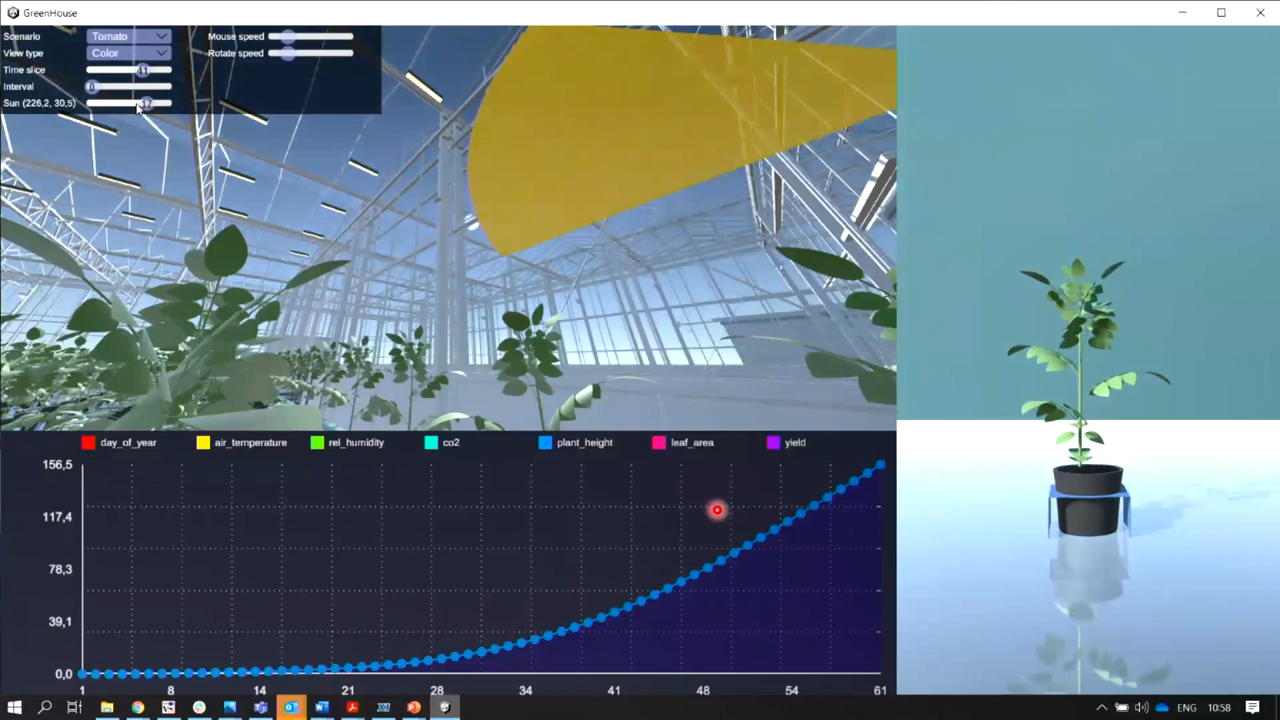 GreenHouse
Scenario Tomato Mouse speed
View type Color Rotate speed
Time slice 41
Interval 0
Sun (226,2, 30,5) 17
day_of_year air_temperature rel_humidity co2 plant_height leaf_area yield
156,5
117,4
78,3
39,1
0,0
1 8 14 21 28 34 41 48 54 61
ENG 10:58